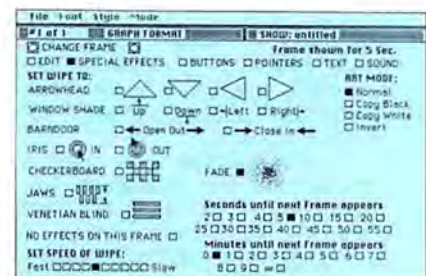 File Font Style Mode
#1 of 1 GRAPH FORMAT SHOW: untitled
CHANGE FRAME Frame shown for 5 Sec.
EDIT SPECIAL EFFECTS BUTTONS POINTERS TEXT SOUND
SET WIPE TO: ART MODE:
ARROWHEAD Normal
Copy Black
WINDOW SHADE Up Down Left Right Copy White
Invert
BARNDOOR Open Out Close In
IRIS IN OUT
CHECKERBOARD FADE
JAWS
Seconds until next frame appears
VENETIAN BLIND 2 3 4 5 10 15 20
25 30 35 40 45 50 55
NO EFFECTS ON THIS FRAME
Minutes until next frame appears
SET SPEED OF WIPE: 0 1 2 3 4 5 6 7
Fast Slow 8 9 ∞